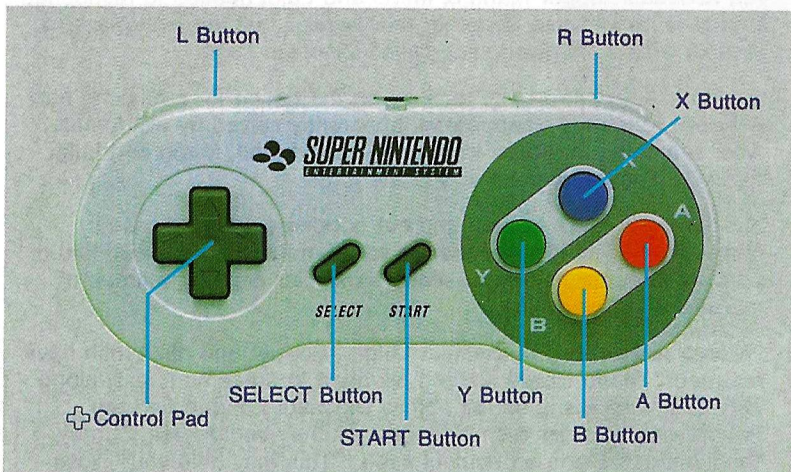 L Button
R Button
X Button
SUPER NINTENDO
ENTERTAINMENT SYSTEM
X
A
Y
B
SELECT
START
SELECT Button
Y Button
A Button
Control Pad
START Button
B Button